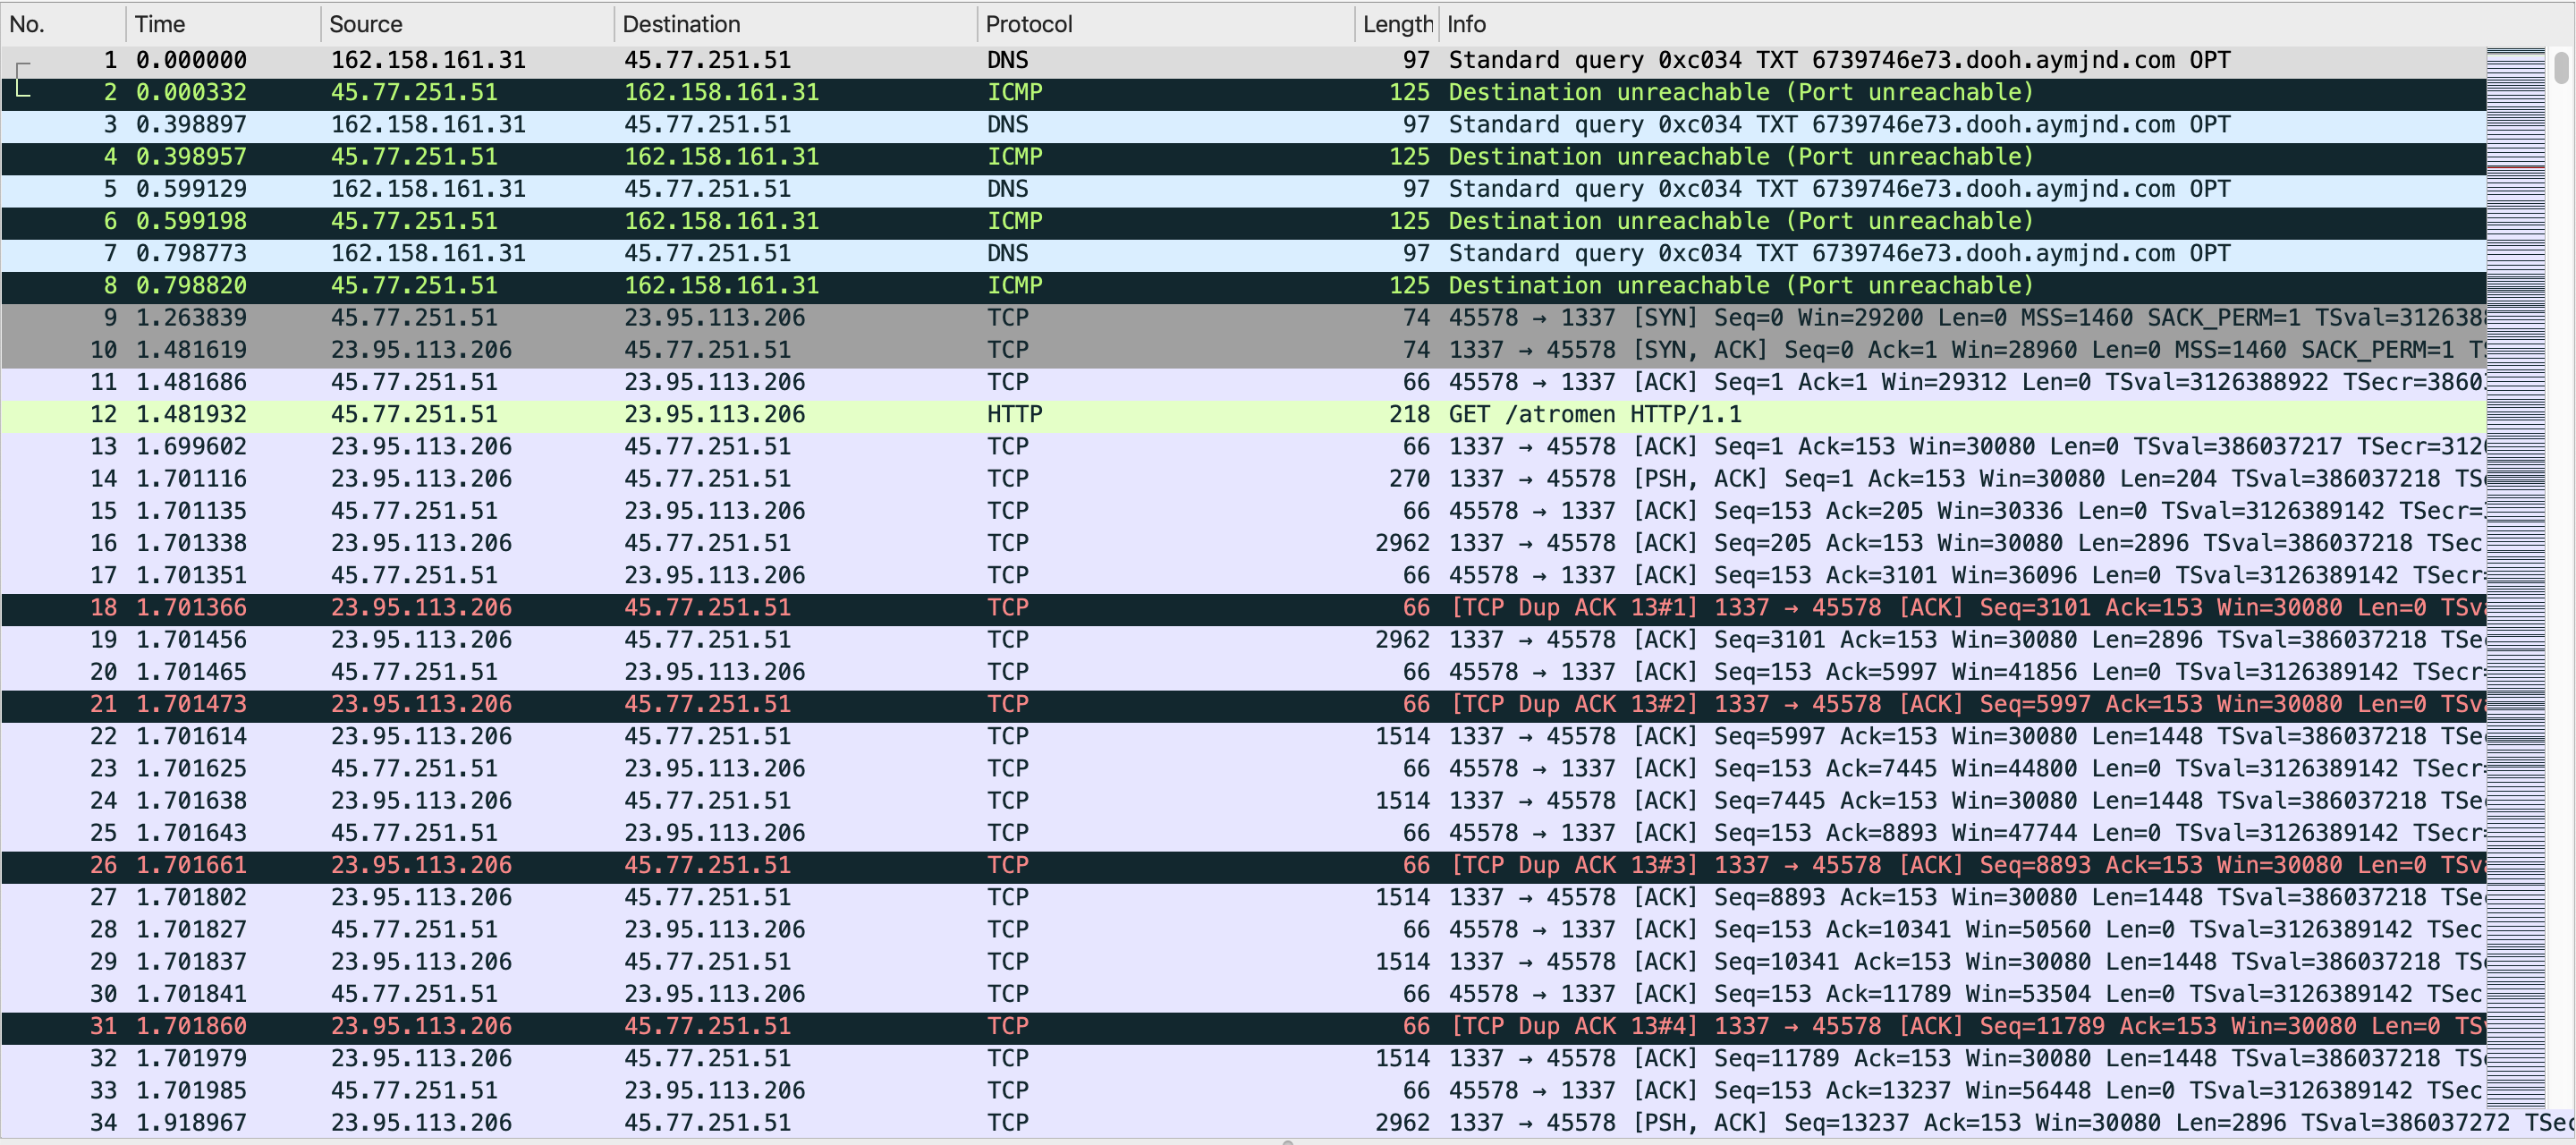 No. Time Source Destination Protocol Length Info
1 0.000000 162.158.161.31 45.77.251.51 DNS 97 Standard query 0xc034 TXT 6739746e73.dooh.aymjnd.com OPT
2 0.000332 45.77.251.51 162.158.161.31 ICMP 125 Destination unreachable (Port unreachable)
3 0.398897 162.158.161.31 45.77.251.51 DNS 97 Standard query 0xc034 TXT 6739746e73.dooh.aymjnd.com OPT
4 0.398957 45.77.251.51 162.158.161.31 ICMP 125 Destination unreachable (Port unreachable)
5 0.599129 162.158.161.31 45.77.251.51 DNS 97 Standard query 0xc034 TXT 6739746e73.dooh.aymjnd.com OPT
6 0.599198 45.77.251.51 162.158.161.31 ICMP 125 Destination unreachable (Port unreachable)
7 0.798773 162.158.161.31 45.77.251.51 DNS 97 Standard query 0xc034 TXT 6739746e73.dooh.aymjnd.com OPT
8 0.798820 45.77.251.51 162.158.161.31 ICMP 125 Destination unreachable (Port unreachable)
9 1.263839 45.77.251.51 23.95.113.206 TCP 74 45578 → 1337 [SYN] Seq=0 Win=29200 Len=0 MSS=1460 SACK_PERM=1 TSval=312638
10 1.481619 23.95.113.206 45.77.251.51 TCP 74 1337 → 45578 [SYN, ACK] Seq=0 Ack=1 Win=28960 Len=0 MSS=1460 SACK_PERM=1 T
11 1.481686 45.77.251.51 23.95.113.206 TCP 66 45578 → 1337 [ACK] Seq=1 Ack=1 Win=29312 Len=0 TSval=3126388922 TSecr=3860
12 1.481932 45.77.251.51 23.95.113.206 HTTP 218 GET /atromen HTTP/1.1
13 1.699602 23.95.113.206 45.77.251.51 TCP 66 1337 → 45578 [ACK] Seq=1 Ack=153 Win=30080 Len=0 TSval=386037217 TSecr=312
14 1.701116 23.95.113.206 45.77.251.51 TCP 270 1337 → 45578 [PSH, ACK] Seq=1 Ack=153 Win=30080 Len=204 TSval=386037218 TS
15 1.701135 45.77.251.51 23.95.113.206 TCP 66 45578 → 1337 [ACK] Seq=153 Ack=205 Win=30336 Len=0 TSval=3126389142 TSecr=
16 1.701338 23.95.113.206 45.77.251.51 TCP 2962 1337 → 45578 [ACK] Seq=205 Ack=153 Win=30080 Len=2896 TSval=386037218 TSec
17 1.701351 45.77.251.51 23.95.113.206 TCP 66 45578 → 1337 [ACK] Seq=153 Ack=3101 Win=36096 Len=0 TSval=3126389142 TSecr=
18 1.701366 23.95.113.206 45.77.251.51 TCP 66 [TCP Dup ACK 13#1] 1337 → 45578 [ACK] Seq=3101 Ack=153 Win=30080 Len=0 TSv
19 1.701456 23.95.113.206 45.77.251.51 TCP 2962 1337 → 45578 [ACK] Seq=3101 Ack=153 Win=30080 Len=2896 TSval=386037218 TSe
20 1.701465 45.77.251.51 23.95.113.206 TCP 66 45578 → 1337 [ACK] Seq=153 Ack=5997 Win=41856 Len=0 TSval=3126389142 TSecr=
21 1.701473 23.95.113.206 45.77.251.51 TCP 66 [TCP Dup ACK 13#2] 1337 → 45578 [ACK] Seq=5997 Ack=153 Win=30080 Len=0 TSv
22 1.701614 23.95.113.206 45.77.251.51 TCP 1514 1337 → 45578 [ACK] Seq=5997 Ack=153 Win=30080 Len=1448 TSval=386037218 TSe
23 1.701625 45.77.251.51 23.95.113.206 TCP 66 45578 → 1337 [ACK] Seq=153 Ack=7445 Win=44800 Len=0 TSval=3126389142 TSecr=
24 1.701638 23.95.113.206 45.77.251.51 TCP 1514 1337 → 45578 [ACK] Seq=7445 Ack=153 Win=30080 Len=1448 TSval=386037218 TSe
25 1.701643 45.77.251.51 23.95.113.206 TCP 66 45578 → 1337 [ACK] Seq=153 Ack=8893 Win=47744 Len=0 TSval=3126389142 TSecr=
26 1.701661 23.95.113.206 45.77.251.51 TCP 66 [TCP Dup ACK 13#3] 1337 → 45578 [ACK] Seq=8893 Ack=153 Win=30080 Len=0 TSv
27 1.701802 23.95.113.206 45.77.251.51 TCP 1514 1337 → 45578 [ACK] Seq=8893 Ack=153 Win=30080 Len=1448 TSval=386037218 TSe
28 1.701827 45.77.251.51 23.95.113.206 TCP 66 45578 → 1337 [ACK] Seq=153 Ack=10341 Win=50560 Len=0 TSval=3126389142 TSec
29 1.701837 23.95.113.206 45.77.251.51 TCP 1514 1337 → 45578 [ACK] Seq=10341 Ack=153 Win=30080 Len=1448 TSval=386037218 TS
30 1.701841 45.77.251.51 23.95.113.206 TCP 66 45578 → 1337 [ACK] Seq=153 Ack=11789 Win=53504 Len=0 TSval=3126389142 TSec
31 1.701860 23.95.113.206 45.77.251.51 TCP 66 [TCP Dup ACK 13#4] 1337 → 45578 [ACK] Seq=11789 Ack=153 Win=30080 Len=0 TS
32 1.701979 23.95.113.206 45.77.251.51 TCP 1514 1337 → 45578 [ACK] Seq=11789 Ack=153 Win=30080 Len=1448 TSval=386037218 TS
33 1.701985 45.77.251.51 23.95.113.206 TCP 66 45578 → 1337 [ACK] Seq=153 Ack=13237 Win=56448 Len=0 TSval=3126389142 TSec
34 1.918967 23.95.113.206 45.77.251.51 TCP 2962 1337 → 45578 [PSH, ACK] Seq=13237 Ack=153 Win=30080 Len=2896 TSval=386037272 TSe